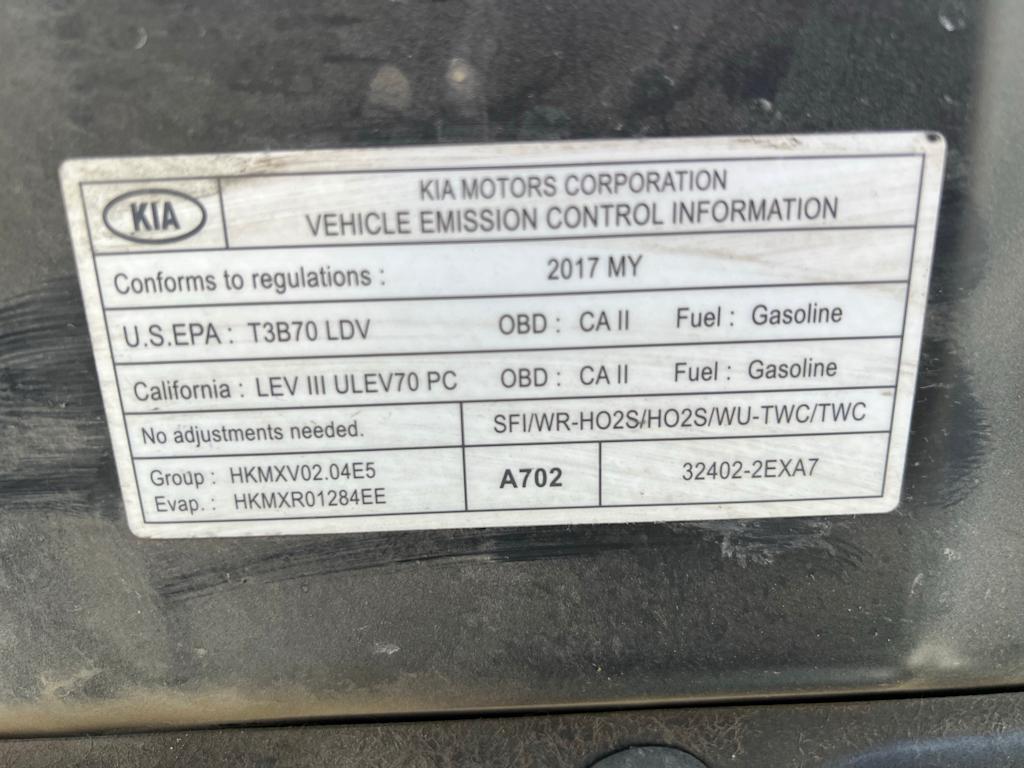 KIA
KIA MOTORS CORPORATION
VEHICLE EMISSION CONTROL INFORMATION
Conforms to regulations : 2017 MY
U.S.EPA : T3B70 LDV OBD : CA II Fuel : Gasoline
California : LEV III ULEV70 PC OBD : CA II Fuel : Gasoline
No adjustments needed. SFI/WR-HO2S/HO2S/WU-TWC/TWC
Group : HKMXV02.04E5
Evap. : HKMXR01284EE
A702
32402-2EXA7